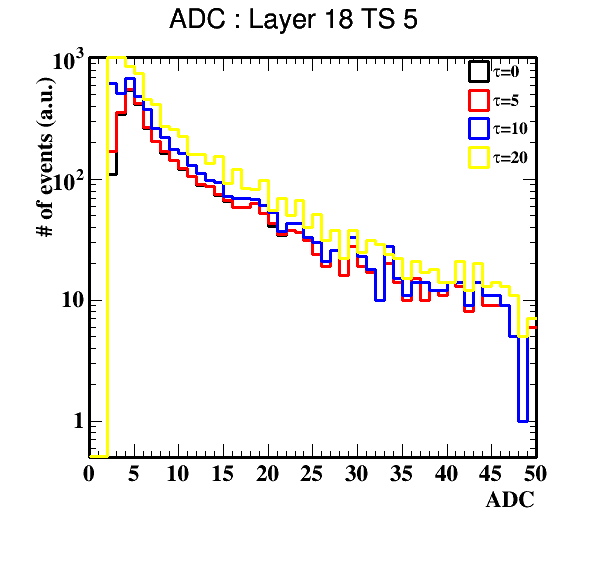 ADC : Layer 18 TS 5
# of events (a.u.)
10³
10²
10
1
τ=0
τ=5
τ=10
τ=20
0 5 10 15 20 25 30 35 40 45 50
ADC